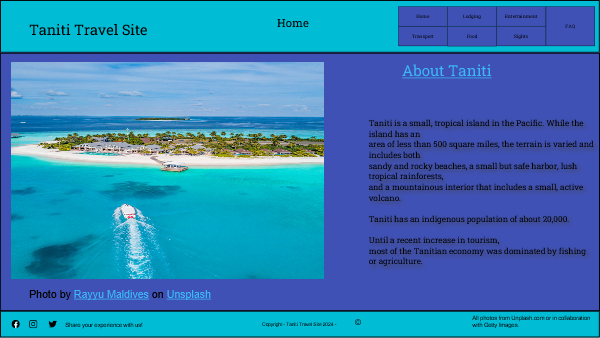 Taniti Travel Site
Home
Home
Lodging
Entertainment
FAQ
Transport
Food
Sights
About Taniti
Taniti is a small, tropical island in the Pacific. While the
island has an
area of less than 500 square miles, the terrain is varied and
includes both
sandy and rocky beaches, a small but safe harbor, lush
tropical rainforests,
and a mountainous interior that includes a small, active
volcano.
Taniti has an indigenous population of about 20,000.
Until a recent increase in tourism,
most of the Tanitian economy was dominated by fishing
or agriculture.
Photo by Rayyu Maldives on Unsplash
Share your experience with us!
Copyright - Taniti Travel Site 2024 -
©
All photos from Unplash.com or in collaboration
with Getty Images.